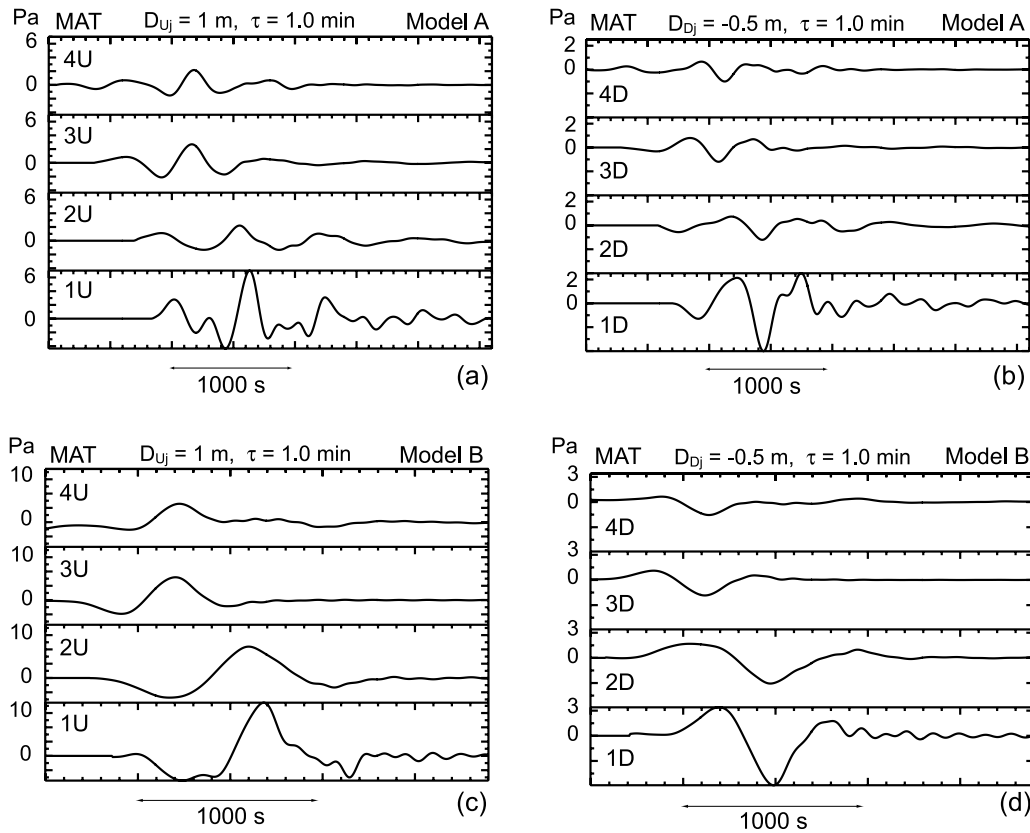 Pa MAT D_Uj = 1 m, τ = 1.0 min Model A
6
4U
0
6
3U
0
6
2U
0
6
1U
0
1000 s
(a)
Pa MAT D_Dj = -0.5 m, τ = 1.0 min Model A
2
0
4D
2
0
3D
2
0
2D
2
0
1D
1000 s
(b)
Pa MAT D_Uj = 1 m, τ = 1.0 min Model B
10
4U
0
10
3U
0
10
2U
0
10
1U
0
1000 s
(c)
Pa MAT D_Dj = -0.5 m, τ = 1.0 min Model B
3
0
4D
3
0
3D
3
0
2D
3
0
1D
1000 s
(d)